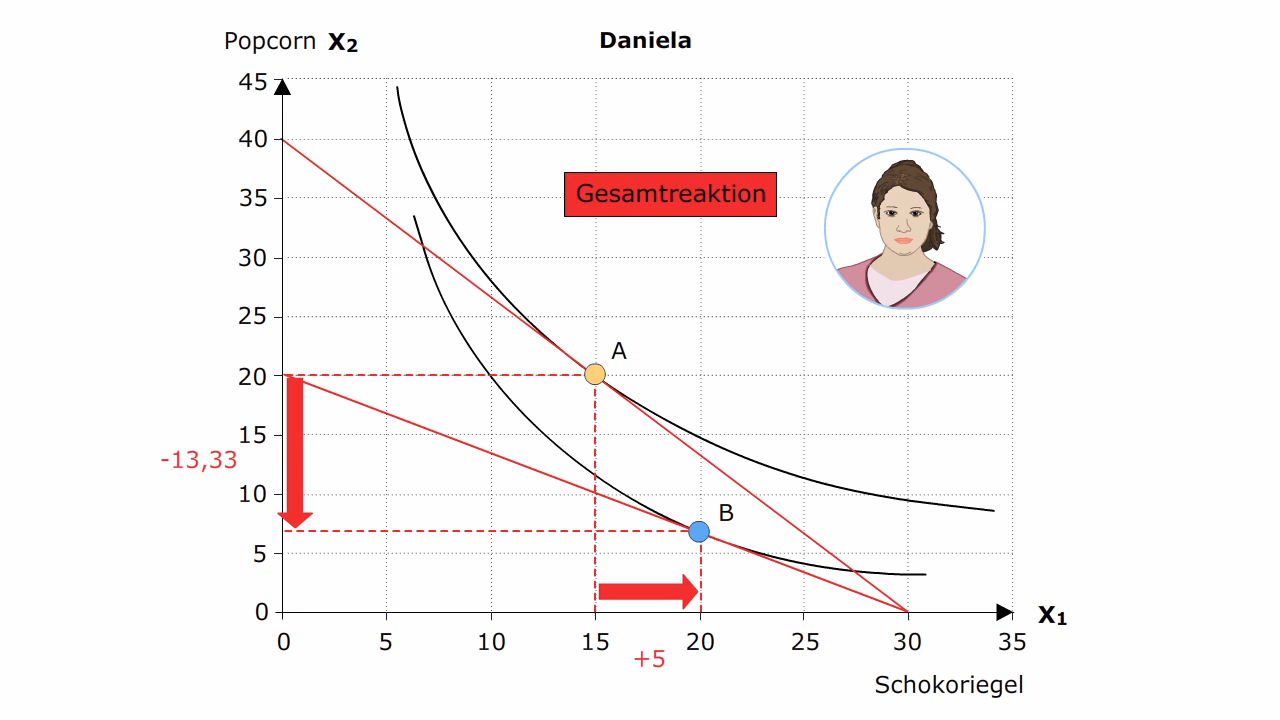 Popcorn X₂
Daniela
45
40
35
30
25
20
15
10
5
0
Gesamtreaktion
A
B
-13,33
0 5 10 15 20 25 30 35
X₁
+5
Schokoriegel